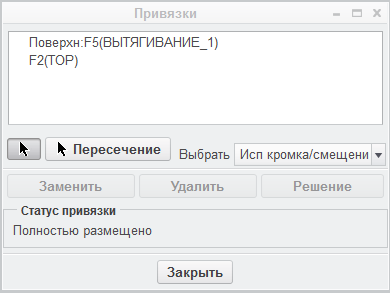 Привязки
Поверхн:F5(ВЫТЯГИВАНИЕ_1)
F2(TOP)
Пересечение
Выбрать
Исп кромка/смещени
Заменить
Удалить
Решение
Статус привязки
Полностью размещено
Закрыть